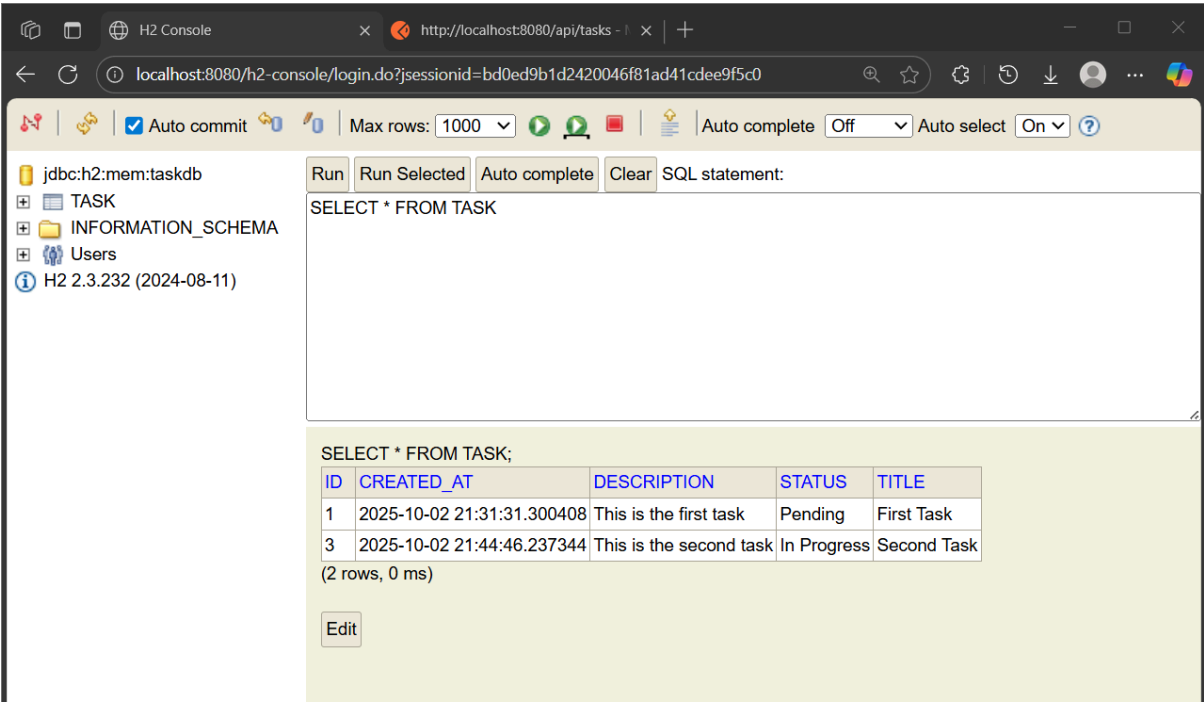 H2 Console
http://localhost:8080/api/tasks -
localhost:8080/h2-console/login.do?jsessionid=bd0ed9b1d2420046f81ad41cdee9f5c0
Auto commit Max rows: 1000 Auto complete Off Auto select On ?
jdbc:h2:mem:taskdb
TASK
INFORMATION_SCHEMA
Users
H2 2.3.232 (2024-08-11)
Run Run Selected Auto complete Clear SQL statement:
SELECT * FROM TASK
SELECT * FROM TASK;
ID CREATED_AT DESCRIPTION STATUS TITLE
1 2025-10-02 21:31:31.300408 This is the first task Pending First Task
3 2025-10-02 21:44:46.237344 This is the second task In Progress Second Task
(2 rows, 0 ms)
Edit